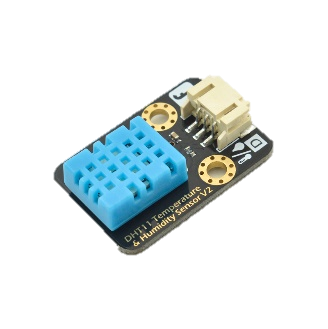 DHT11 Temperature
& Humidity Sensor V2
D